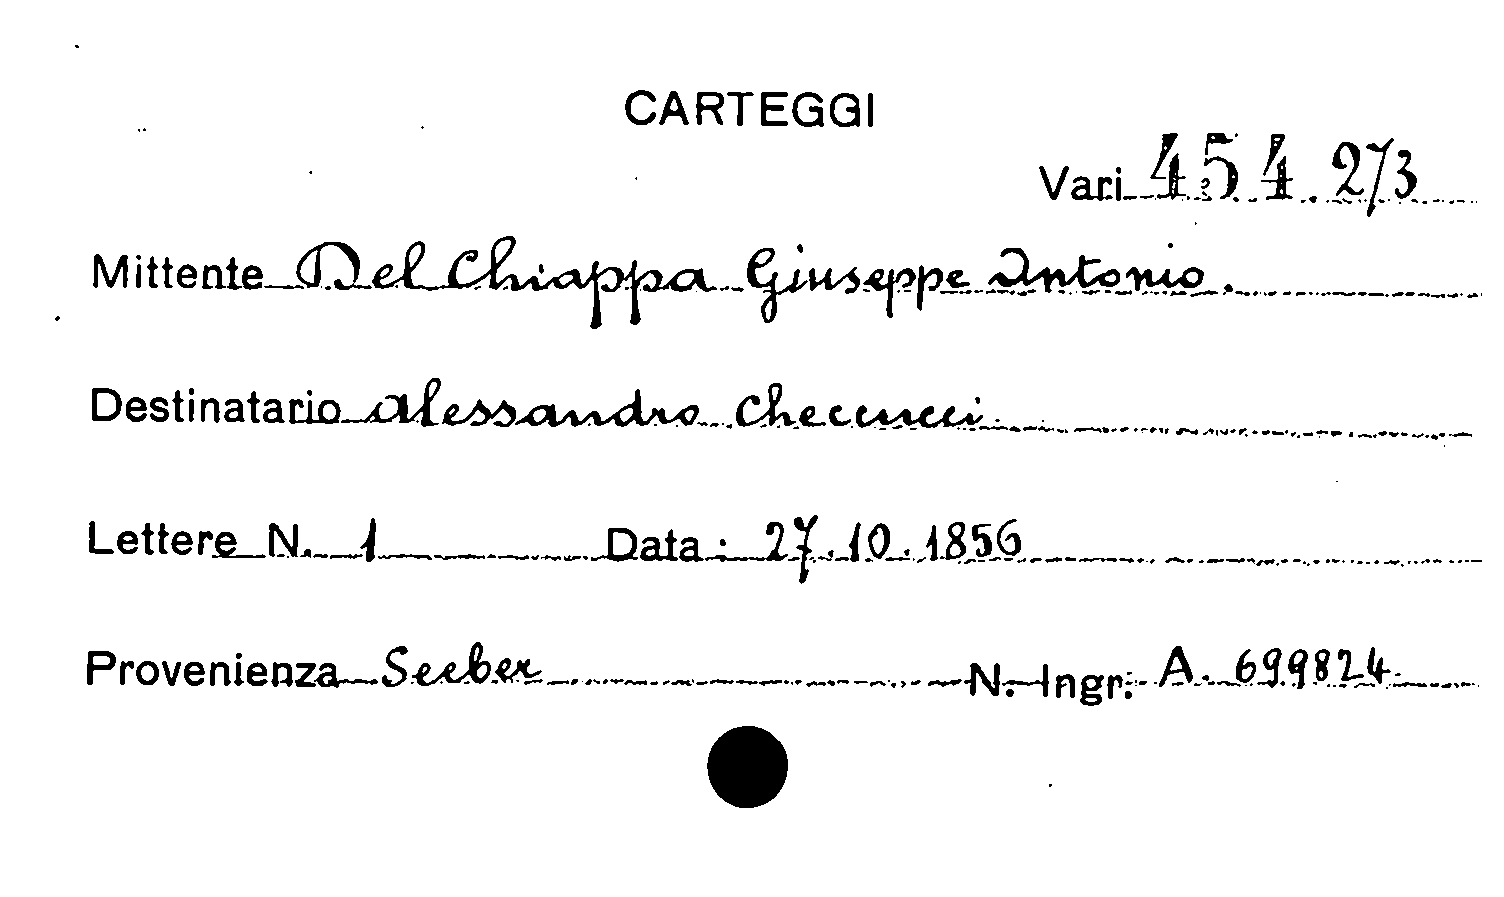 CARTEGGI
Vari 454.273
Mittente Del Chiappa Giuseppe Antonio.
Destinatario Alessandro Checcucci.
Lettere N. 1 Data: 27.10.1856
Provenienza Seeber N. Ingr: A. 699824